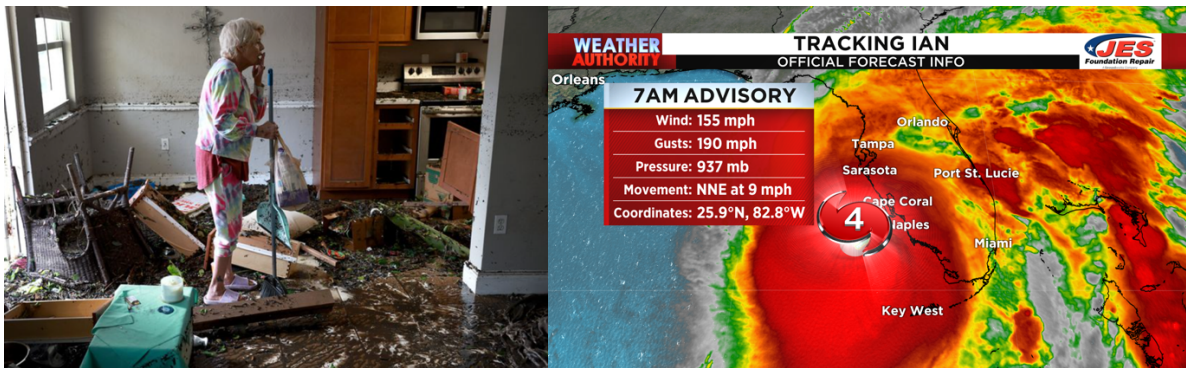 WEATHER
AUTHORITY
TRACKING IAN
OFFICIAL FORECAST INFO
JES
Foundation Repair
Orleans
7AM ADVISORY
Wind: 155 mph
Gusts: 190 mph
Pressure: 937 mb
Movement: NNE at 9 mph
Coordinates: 25.9°N, 82.8°W
Orlando
Tampa
Sarasota
Port St. Lucie
Cape Coral
4
aples
Miami
Key West